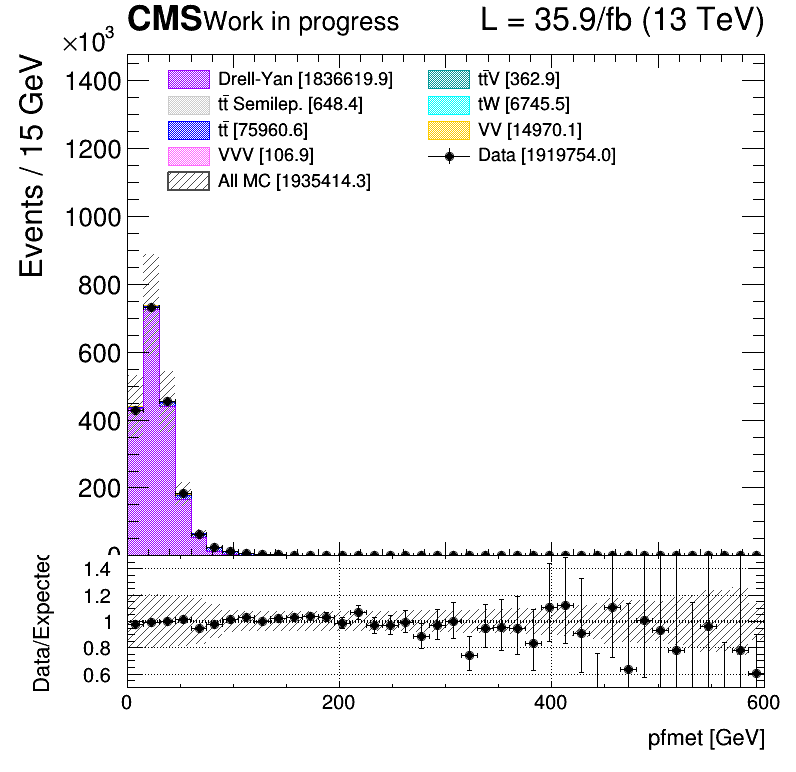 CMS Work in progress L = 35.9/fb (13 TeV)
×10³
Events / 15 GeV
1400
1200
1000
800
600
400
200
0
Drell-Yan [1836619.9]
tt̄ Semilep. [648.4]
tt̄ [75960.6]
VVV [106.9]
All MC [1935414.3]
tt̄V [362.9]
tW [6745.5]
VV [14970.1]
Data [1919754.0]
Data/Expected
1.4
1.2
1
0.8
0.6
0 200 400 600
pfmet [GeV]